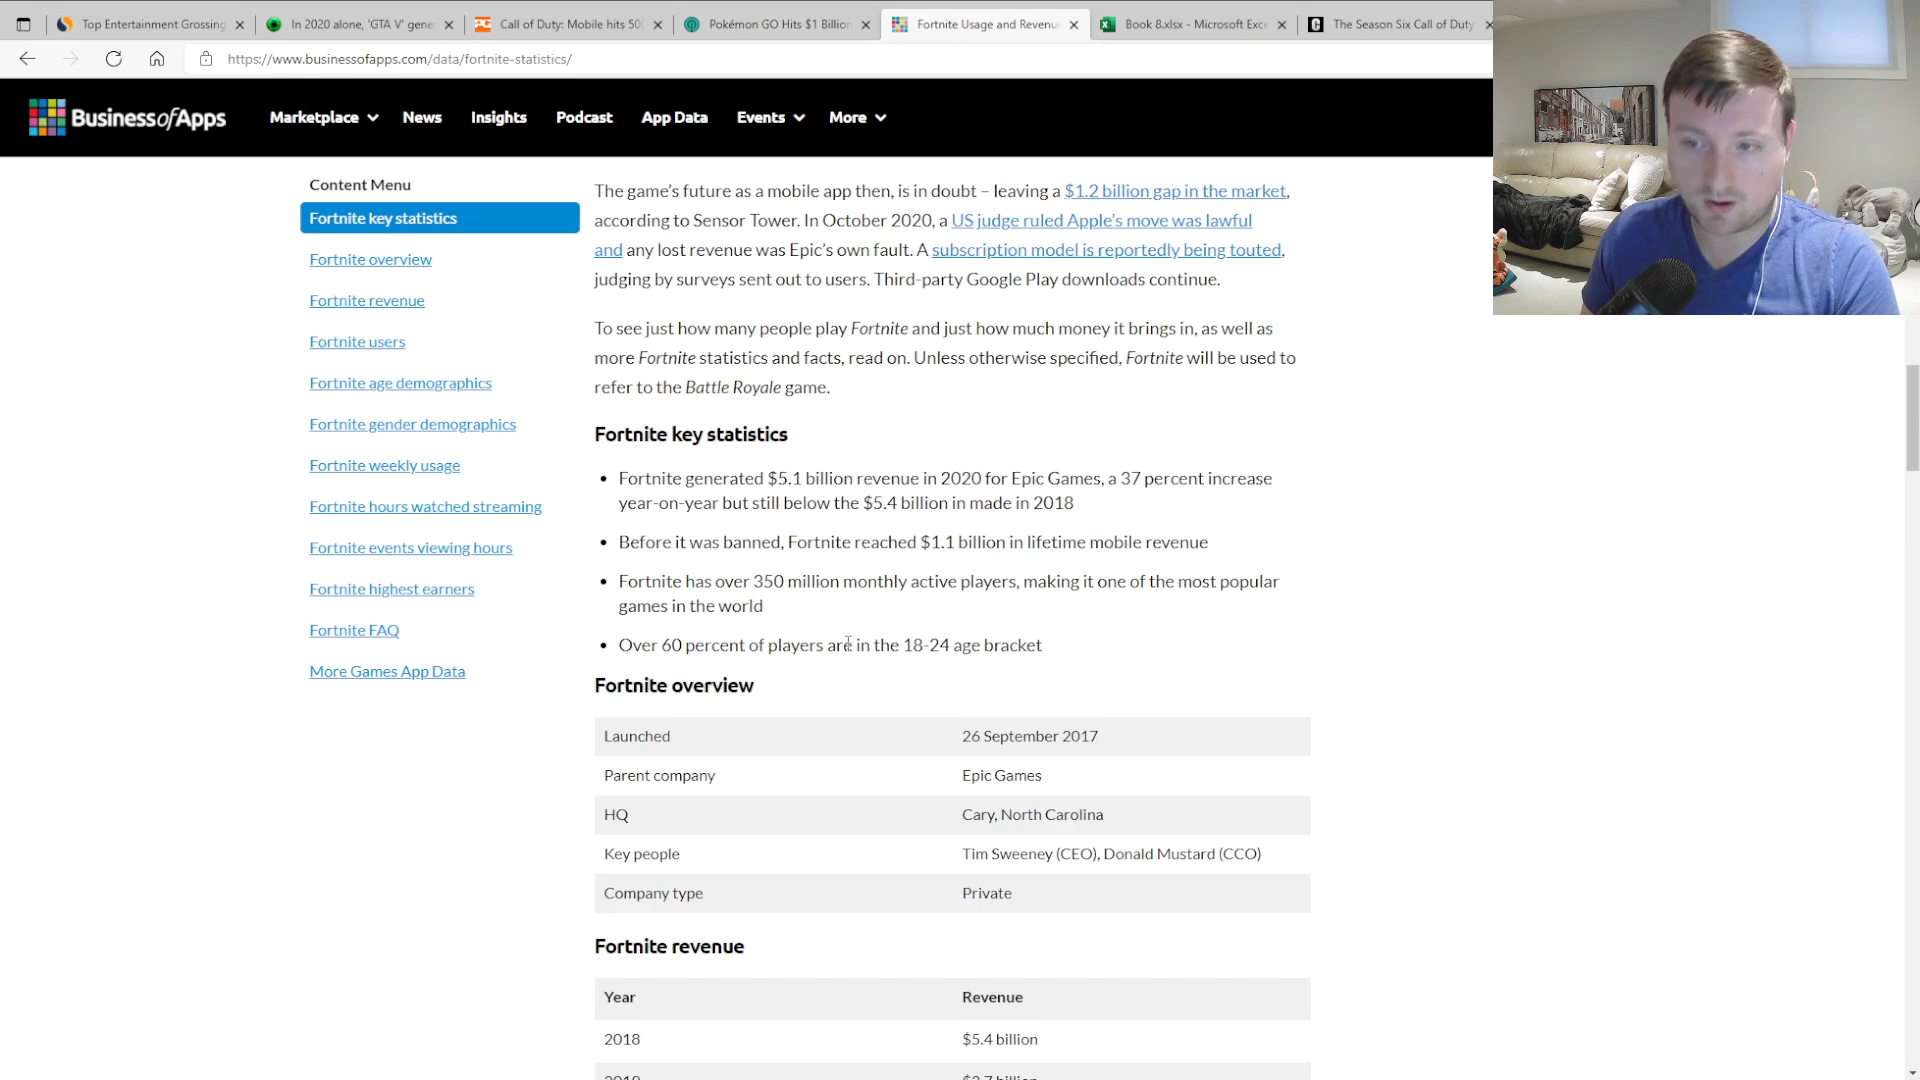 Top Entertainment Grossing
In 2020 alone, 'GTA V' gene
Call of Duty: Mobile hits 50
Pokémon GO Hits $1 Billion
Fortnite Usage and Revenue
Book 8.xlsx - Microsoft Exce
The Season Six Call of Duty
https://www.businessofapps.com/data/fortnite-statistics/
BusinessofApps
Marketplace
News
Insights
Podcast
App Data
Events
More
Content Menu
Fortnite key statistics
Fortnite overview
Fortnite revenue
Fortnite users
Fortnite age demographics
Fortnite gender demographics
Fortnite weekly usage
Fortnite hours watched streaming
Fortnite events viewing hours
Fortnite highest earners
Fortnite FAQ
More Games App Data
The game's future as a mobile app then, is in doubt – leaving a $1.2 billion gap in the market,
according to Sensor Tower. In October 2020, a US judge ruled Apple's move was lawful
and any lost revenue was Epic's own fault. A subscription model is reportedly being touted,
judging by surveys sent out to users. Third-party Google Play downloads continue.
To see just how many people play Fortnite and just how much money it brings in, as well as
more Fortnite statistics and facts, read on. Unless otherwise specified, Fortnite will be used to
refer to the Battle Royale game.
Fortnite key statistics
• Fortnite generated $5.1 billion revenue in 2020 for Epic Games, a 37 percent increase
year-on-year but still below the $5.4 billion in made in 2018
• Before it was banned, Fortnite reached $1.1 billion in lifetime mobile revenue
• Fortnite has over 350 million monthly active players, making it one of the most popular
games in the world
• Over 60 percent of players are in the 18-24 age bracket
Fortnite overview
Launched 26 September 2017
Parent company Epic Games
HQ Cary, North Carolina
Key people Tim Sweeney (CEO), Donald Mustard (CCO)
Company type Private
Fortnite revenue
Year Revenue
2018 $5.4 billion